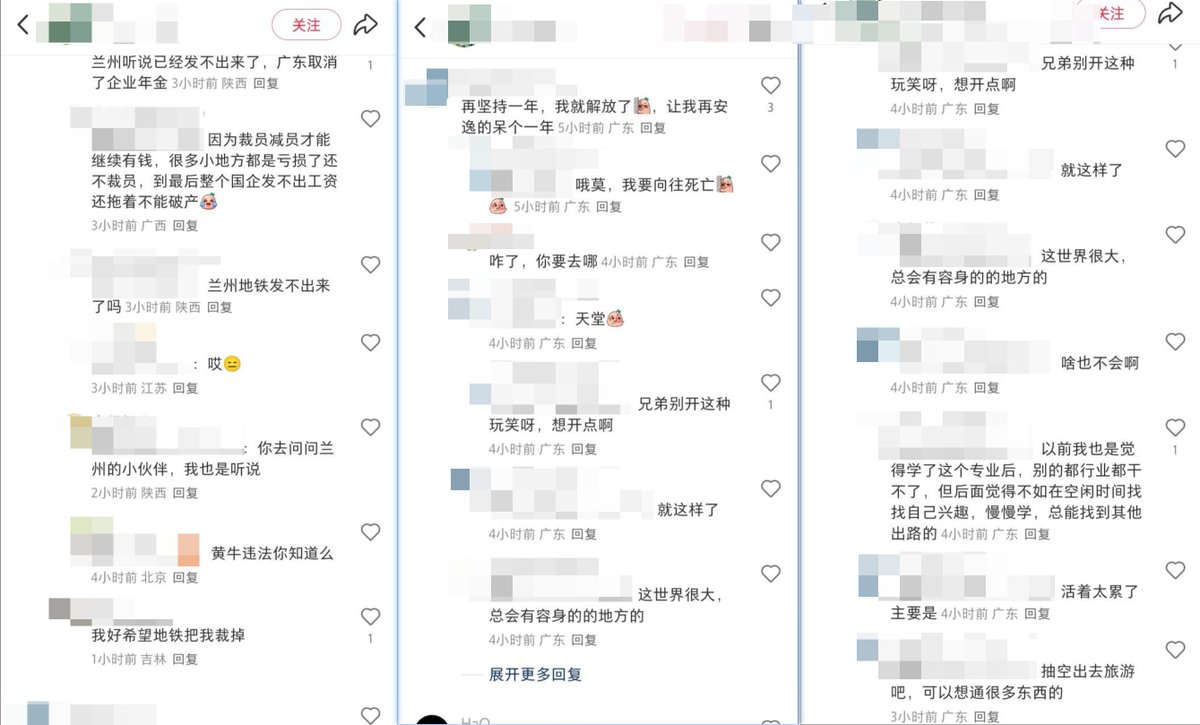 关注
兰州听说已经发不出来了，广东取消
了企业年金 3小时前 陕西 回复
1
因为裁员减员才能
继续有钱，很多小地方都是亏损了还
不裁员，到最后整个国企发不出工资
还拖着不能破产
3小时前 广西 回复
兰州地铁发不出来
了吗 3小时前 陕西 回复
：哎
3小时前 江苏 回复
：你去问问兰
州的小伙伴，我也是听说
2小时前 陕西 回复
黄牛违法你知道么
4小时前 北京 回复
我好希望地铁把我裁掉
1
1小时前 吉林 回复
再坚持一年，我就解放了，让我再安
逸的呆个一年 5小时前 广东 回复
3
哦莫，我要向往死亡
5小时前 广东 回复
咋了，你要去哪 4小时前 广东 回复
：天堂
4小时前 广东 回复
兄弟别开这种
玩笑呀，想开点啊
1
4小时前 广东 回复
就这样了
4小时前 广东 回复
这世界很大，
总会有容身的的地方的
4小时前 广东 回复
展开更多回复
关注
兄弟别开这种
玩笑呀，想开点啊
1
4小时前 广东 回复
就这样了
4小时前 广东 回复
这世界很大，
总会有容身的的地方的
4小时前 广东 回复
啥也不会啊
4小时前 广东 回复
以前我也是觉
得学了这个专业后，别的都行业都干
不了，但后面觉得不如在空闲时间找
找自己兴趣，慢慢学，总能找到其他
出路的 4小时前 广东 回复
1
活着太累了
主要是 4小时前 广东 回复
抽空出去旅游
吧，可以想通很多东西的
3小时前 广东 回复